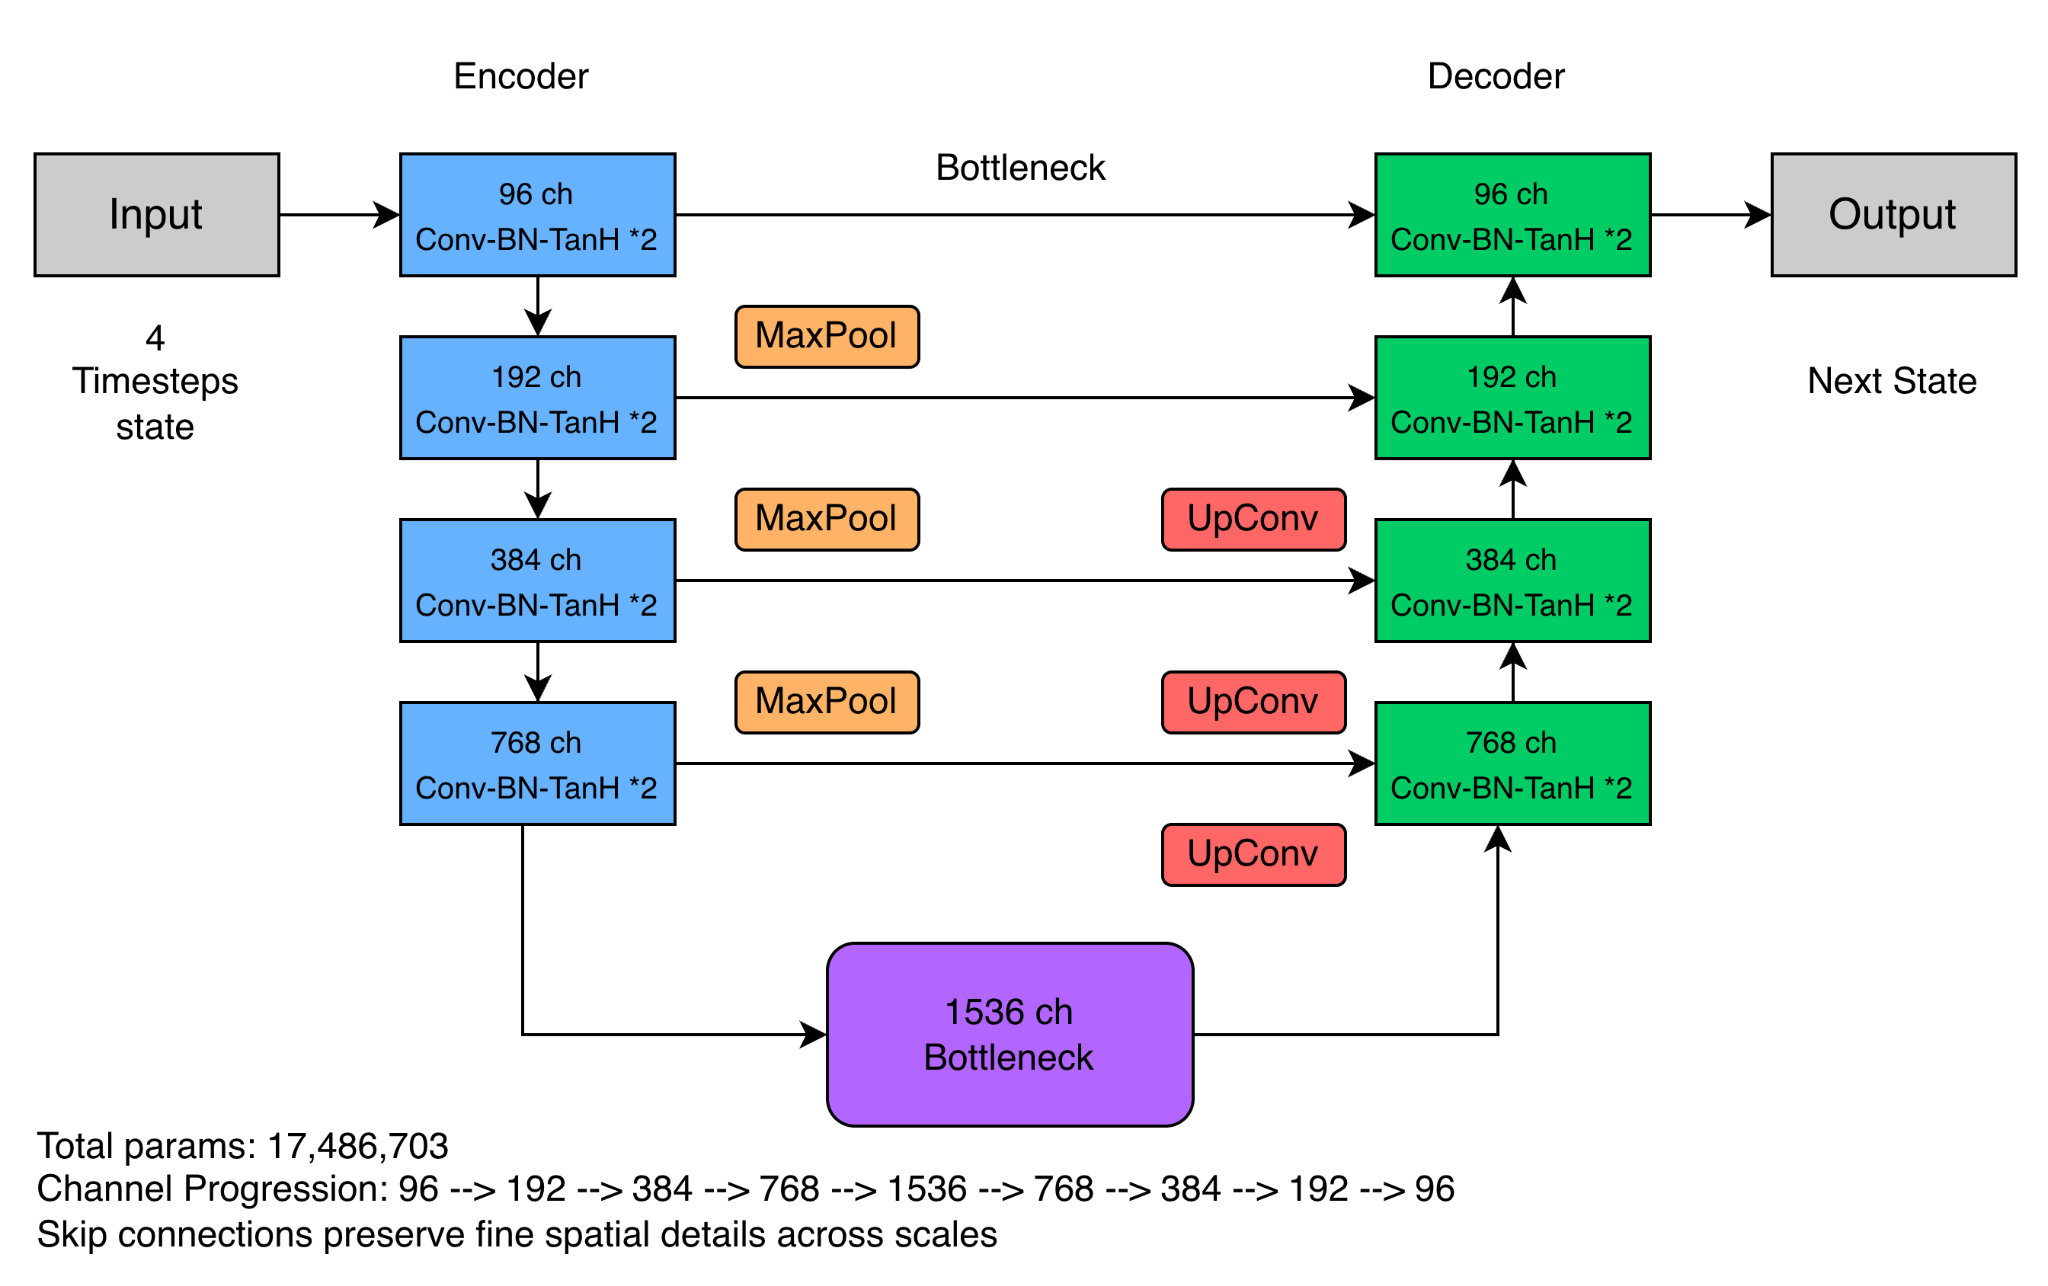 Encoder
Decoder
Input
96 ch
Conv-BN-TanH *2
Bottleneck
96 ch
Conv-BN-TanH *2
Output
4
Timesteps
state
MaxPool
192 ch
Conv-BN-TanH *2
192 ch
Conv-BN-TanH *2
Next State
MaxPool
UpConv
384 ch
Conv-BN-TanH *2
384 ch
Conv-BN-TanH *2
MaxPool
UpConv
768 ch
Conv-BN-TanH *2
768 ch
Conv-BN-TanH *2
UpConv
1536 ch
Bottleneck
Total params: 17,486,703
Channel Progression: 96 --> 192 --> 384 --> 768 --> 1536 --> 768 --> 384 --> 192 --> 96
Skip connections preserve fine spatial details across scales